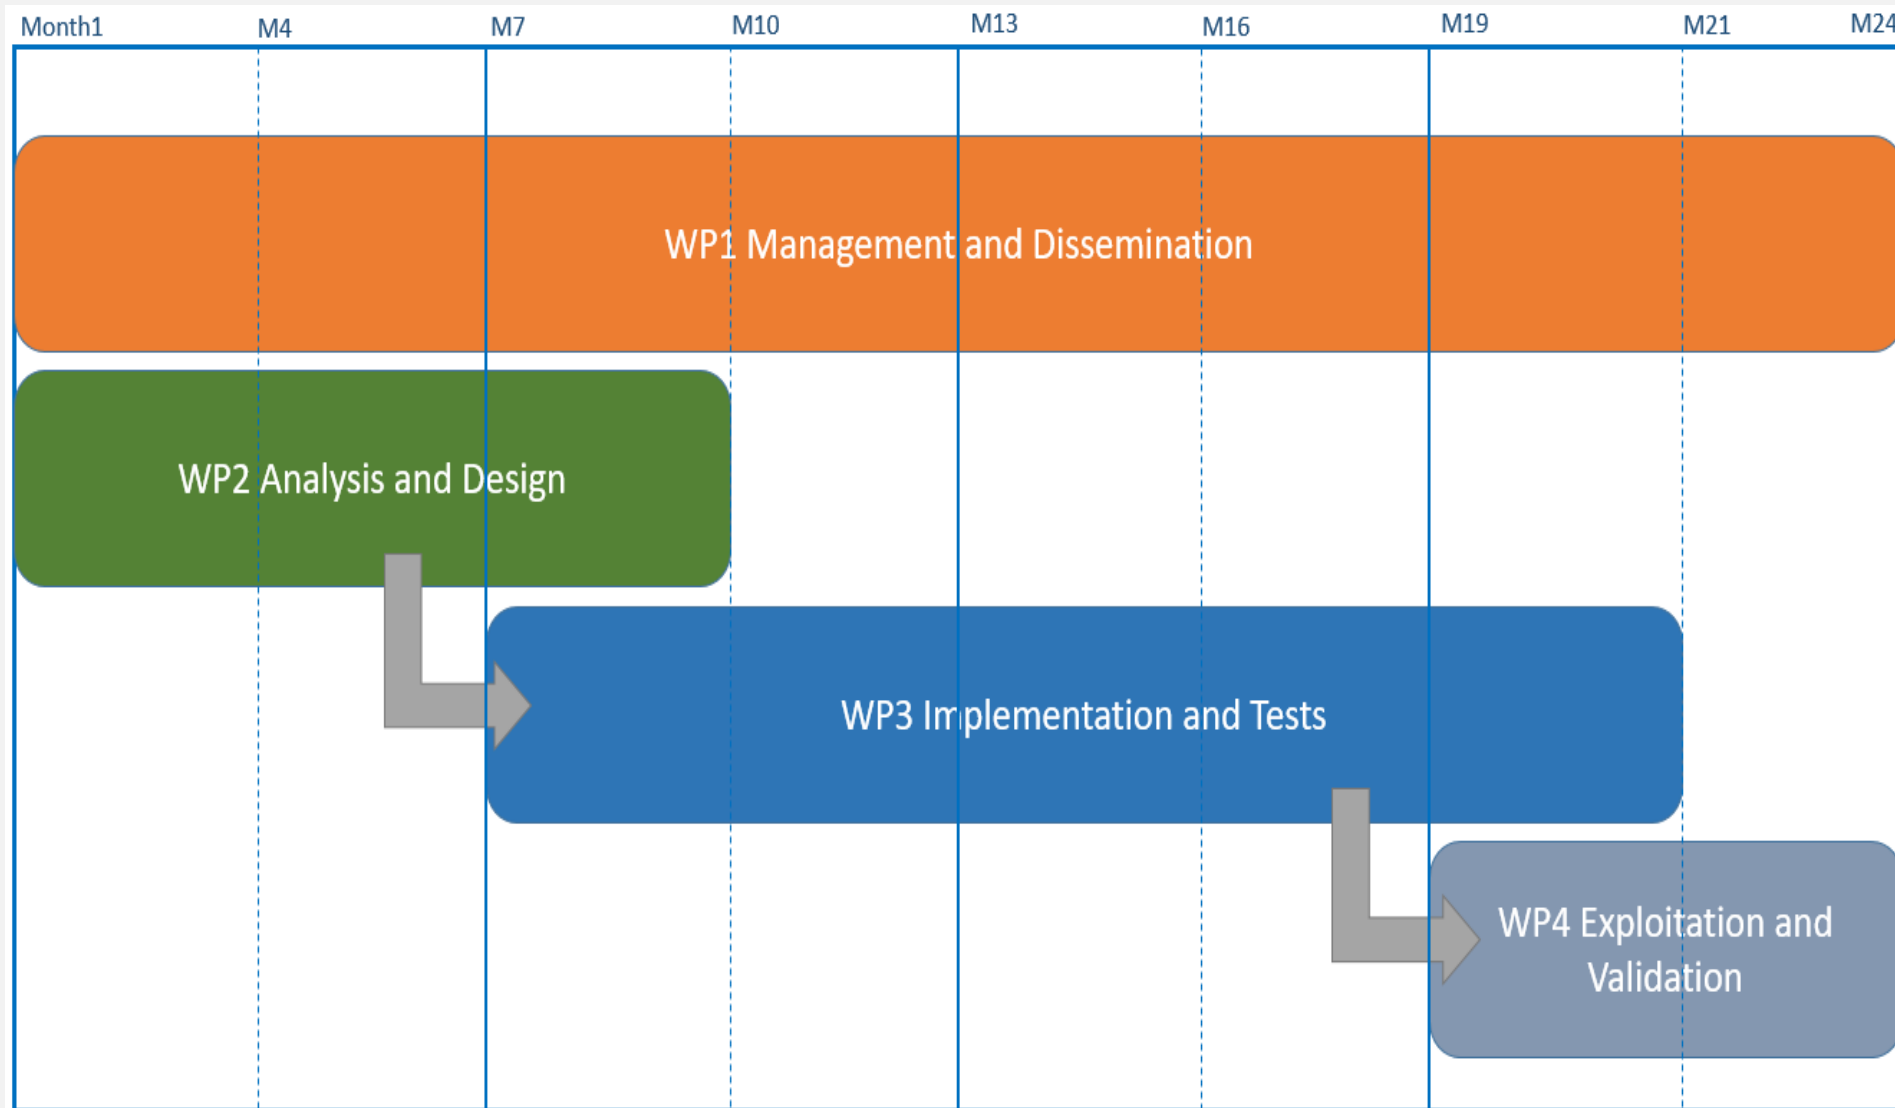 Month1 M4 M7 M10 M13 M16 M19 M21 M24
WP1 Management and Dissemination
WP2 Analysis and Design
WP3 Implementation and Tests
WP4 Exploitation and
Validation